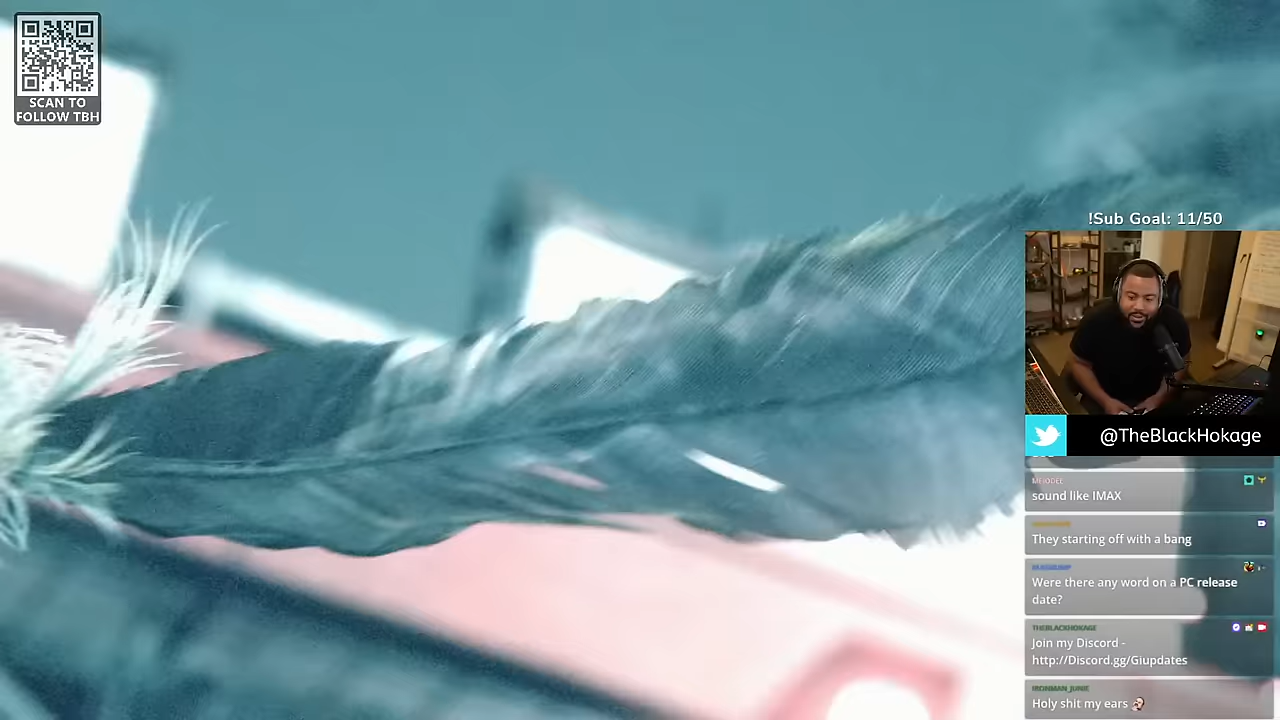 SCAN TO
FOLLOW TBH
!Sub Goal: 11/50
@TheBlackHokage
sound like IMAX
They starting off with a bang
Were there any word on a PC release
date?
THEBLACKHOKAGE
Join my Discord -
http://Discord.gg/Giupdates
IRONMAN_JUNIE
Holy shit my ears